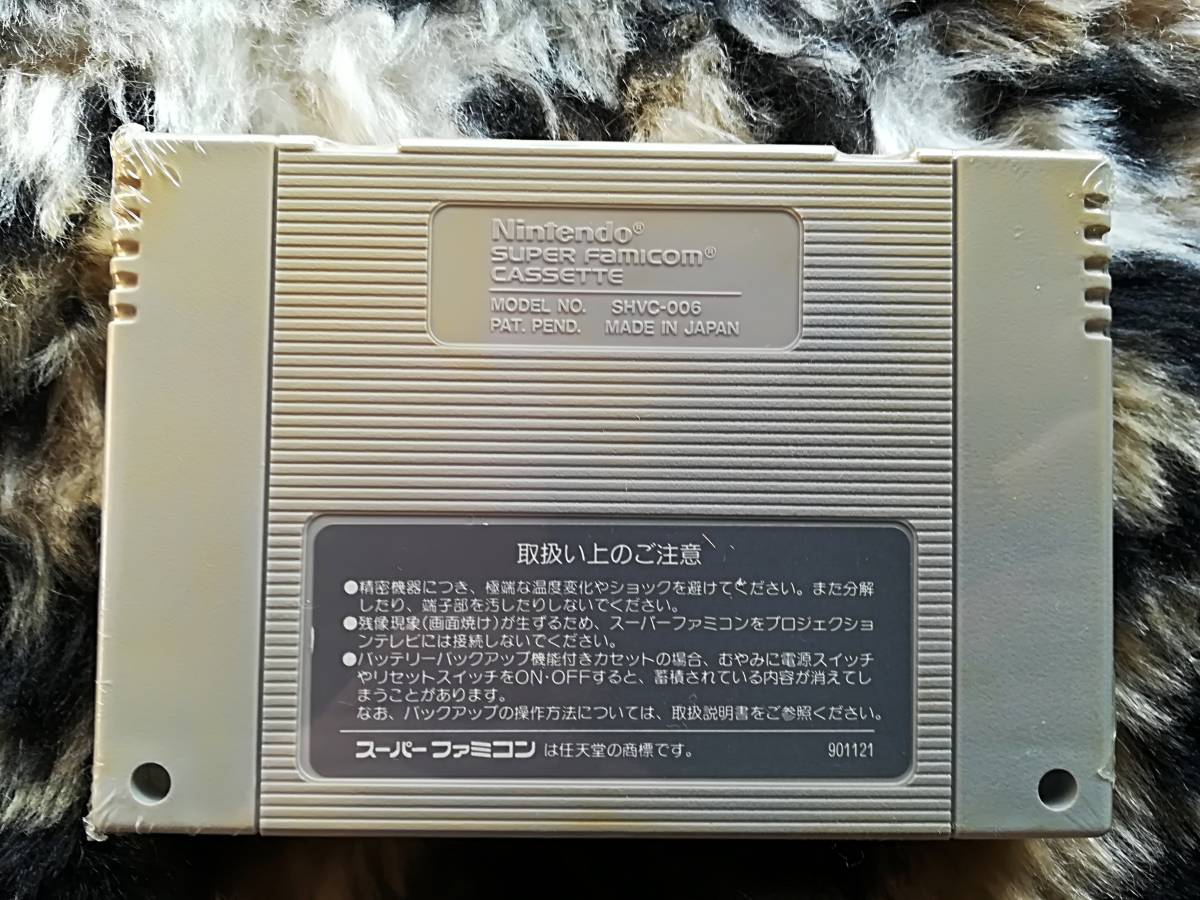 Nintendo®
SUPER FAMICOM®
CASSETTE
MODEL NO. SHVC-006
PAT. PEND. MADE IN JAPAN
取扱い上のご注意
●精密機器につき、極端な温度変化やショックを避けてください。また分解
したり、端子部を汚したりしないでください。
●残像現象(画面焼け)が生ずるため、スーパーファミコンをプロジェクショ
ンテレビには接続しないでください。
●バッテリーバックアップ機能付きカセットの場合、むやみに電源スイッチ
やリセットスイッチをON・OFFすると、蓄積されている内容が消えてし
まうことがあります。
なお、バックアップの操作方法については、取扱説明書をご参照ください。
スーパーファミコン は任天堂の商標です。 901121